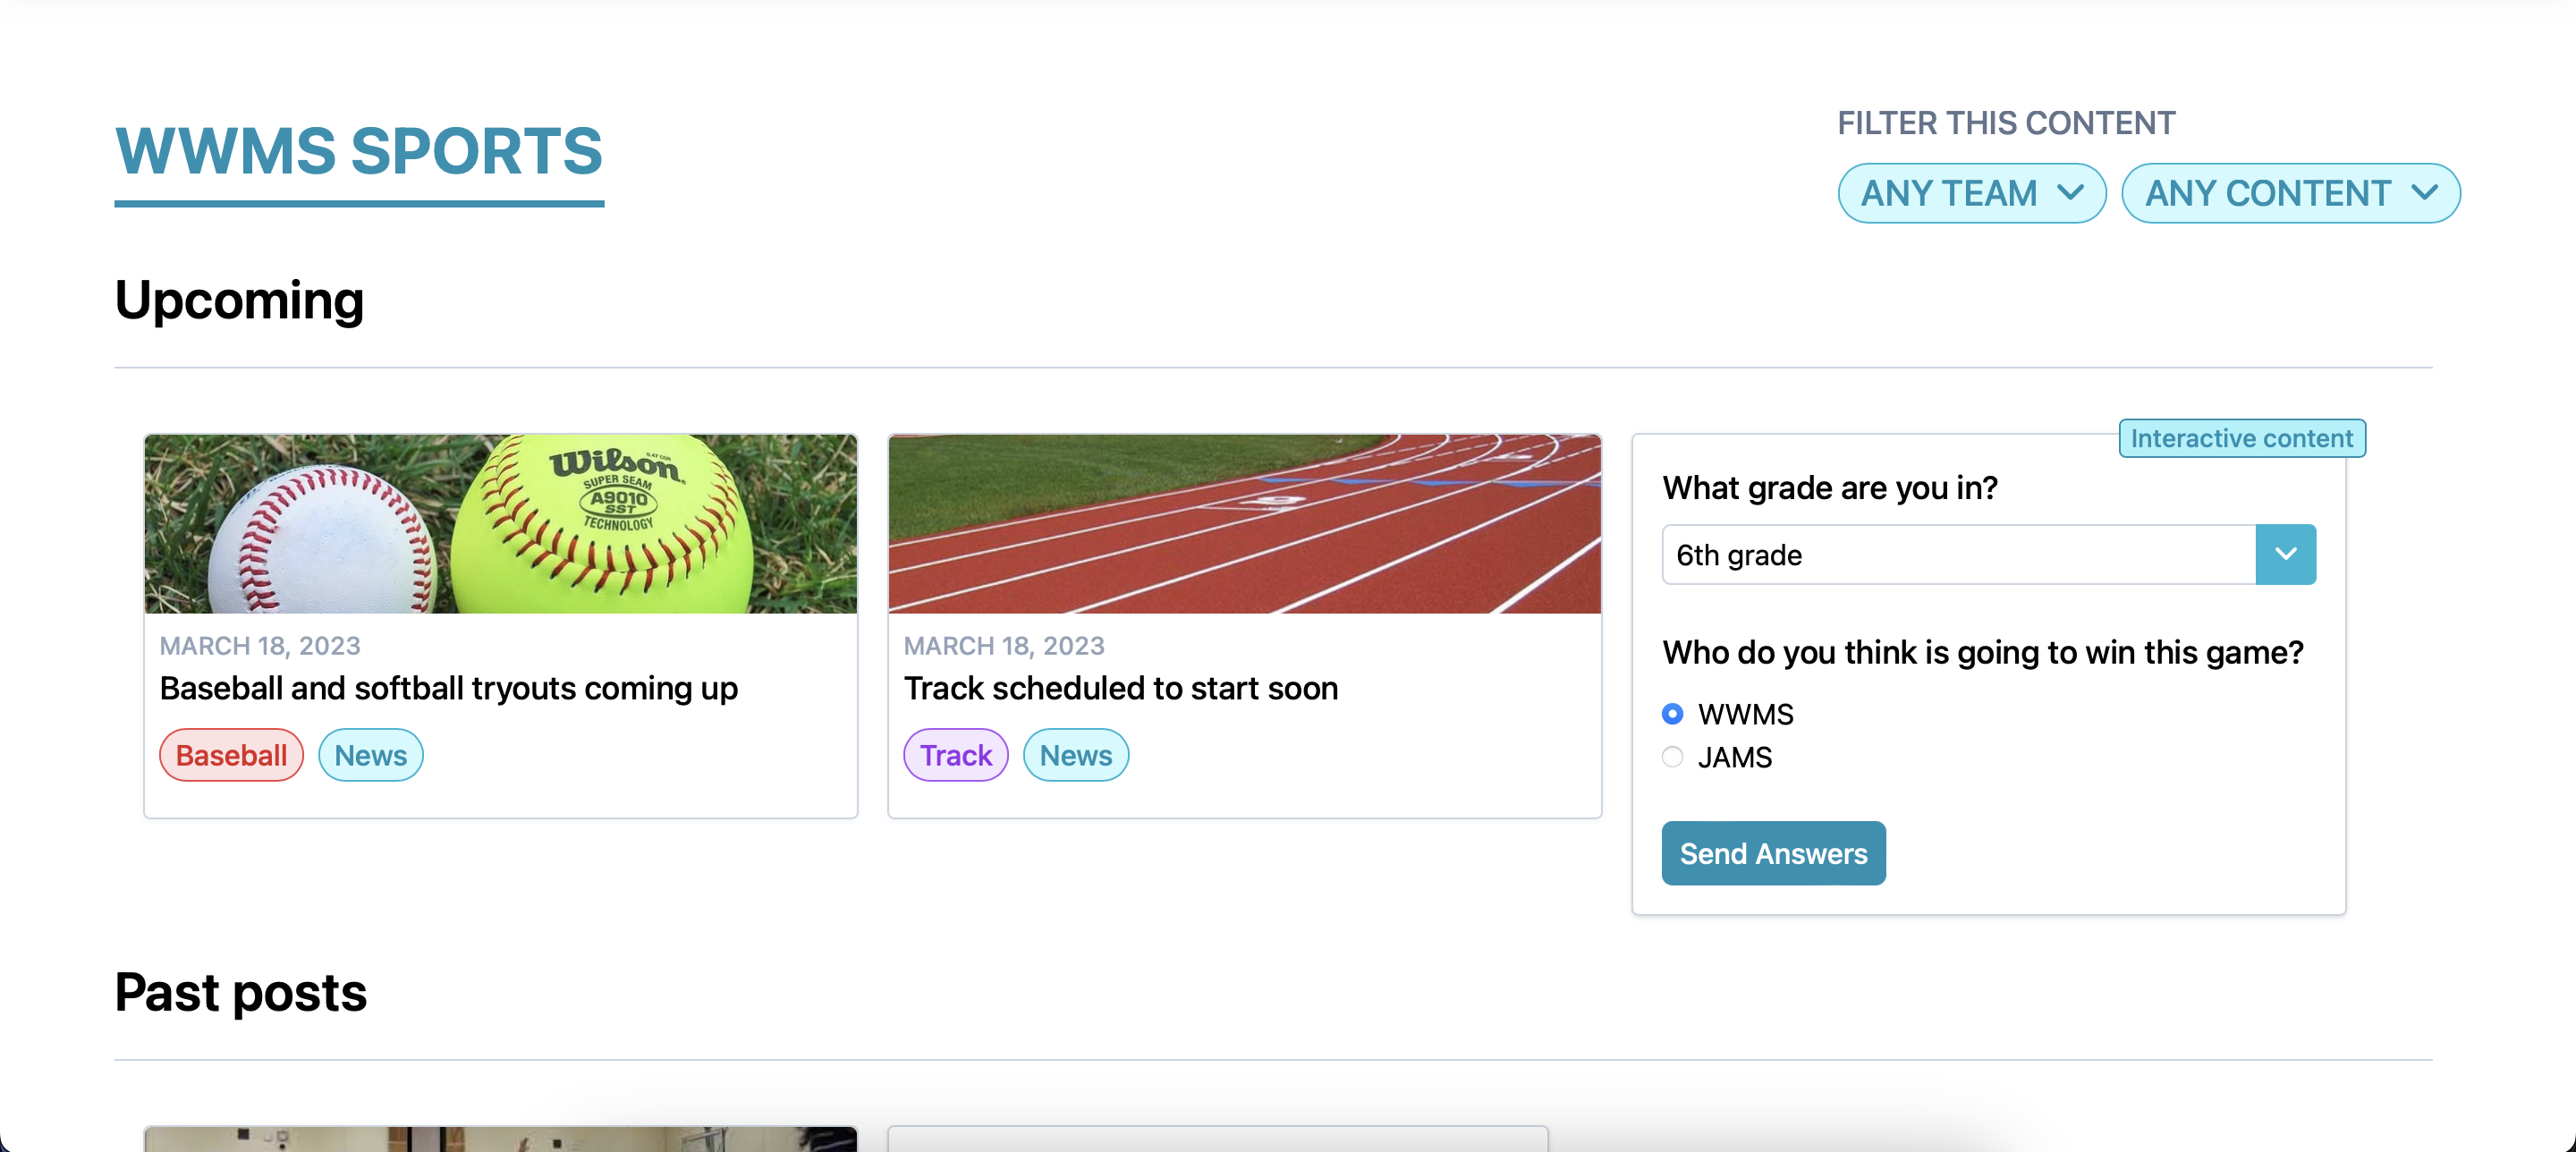 WWMS SPORTS
FILTER THIS CONTENT
ANY TEAM
ANY CONTENT
Upcoming
Wilson
SUPER SEAM
A9010
SST
TECHNOLOGY
MARCH 18, 2023
Baseball and softball tryouts coming up
Baseball
News
MARCH 18, 2023
Track scheduled to start soon
Track
News
Interactive content
What grade are you in?
6th grade
Who do you think is going to win this game?
WWMS
JAMS
Send Answers
Past posts